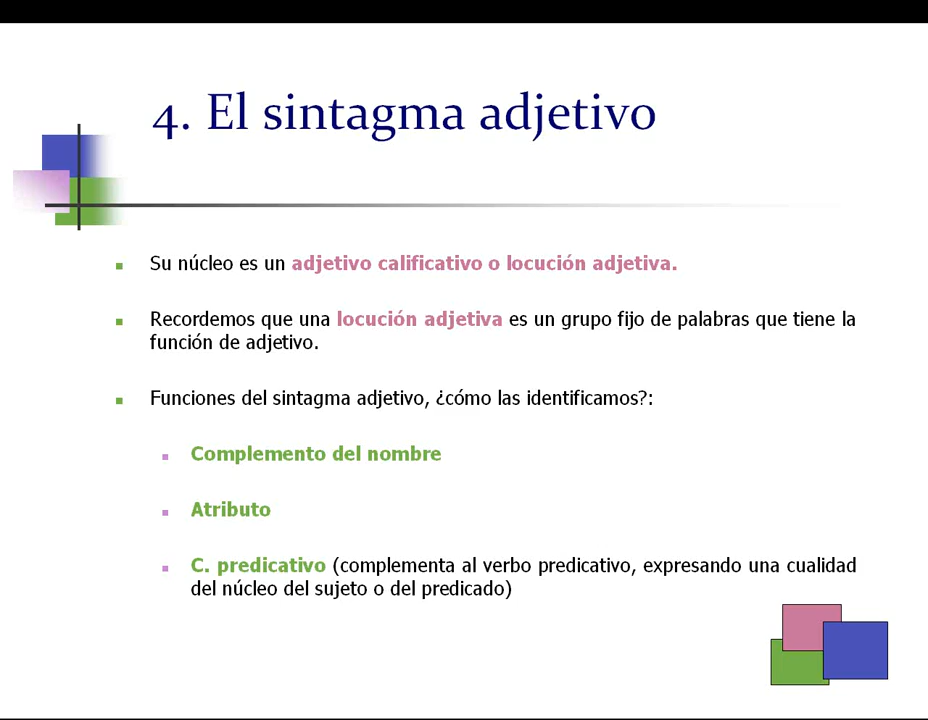 4. El sintagma adjetivo
Su núcleo es un adjetivo calificativo o locución adjetiva.
Recordemos que una locución adjetiva es un grupo fijo de palabras que tiene la
función de adjetivo.
Funciones del sintagma adjetivo, ¿cómo las identificamos?:
Complemento del nombre
Atributo
C. predicativo (complementa al verbo predicativo, expresando una cualidad
del núcleo del sujeto o del predicado)